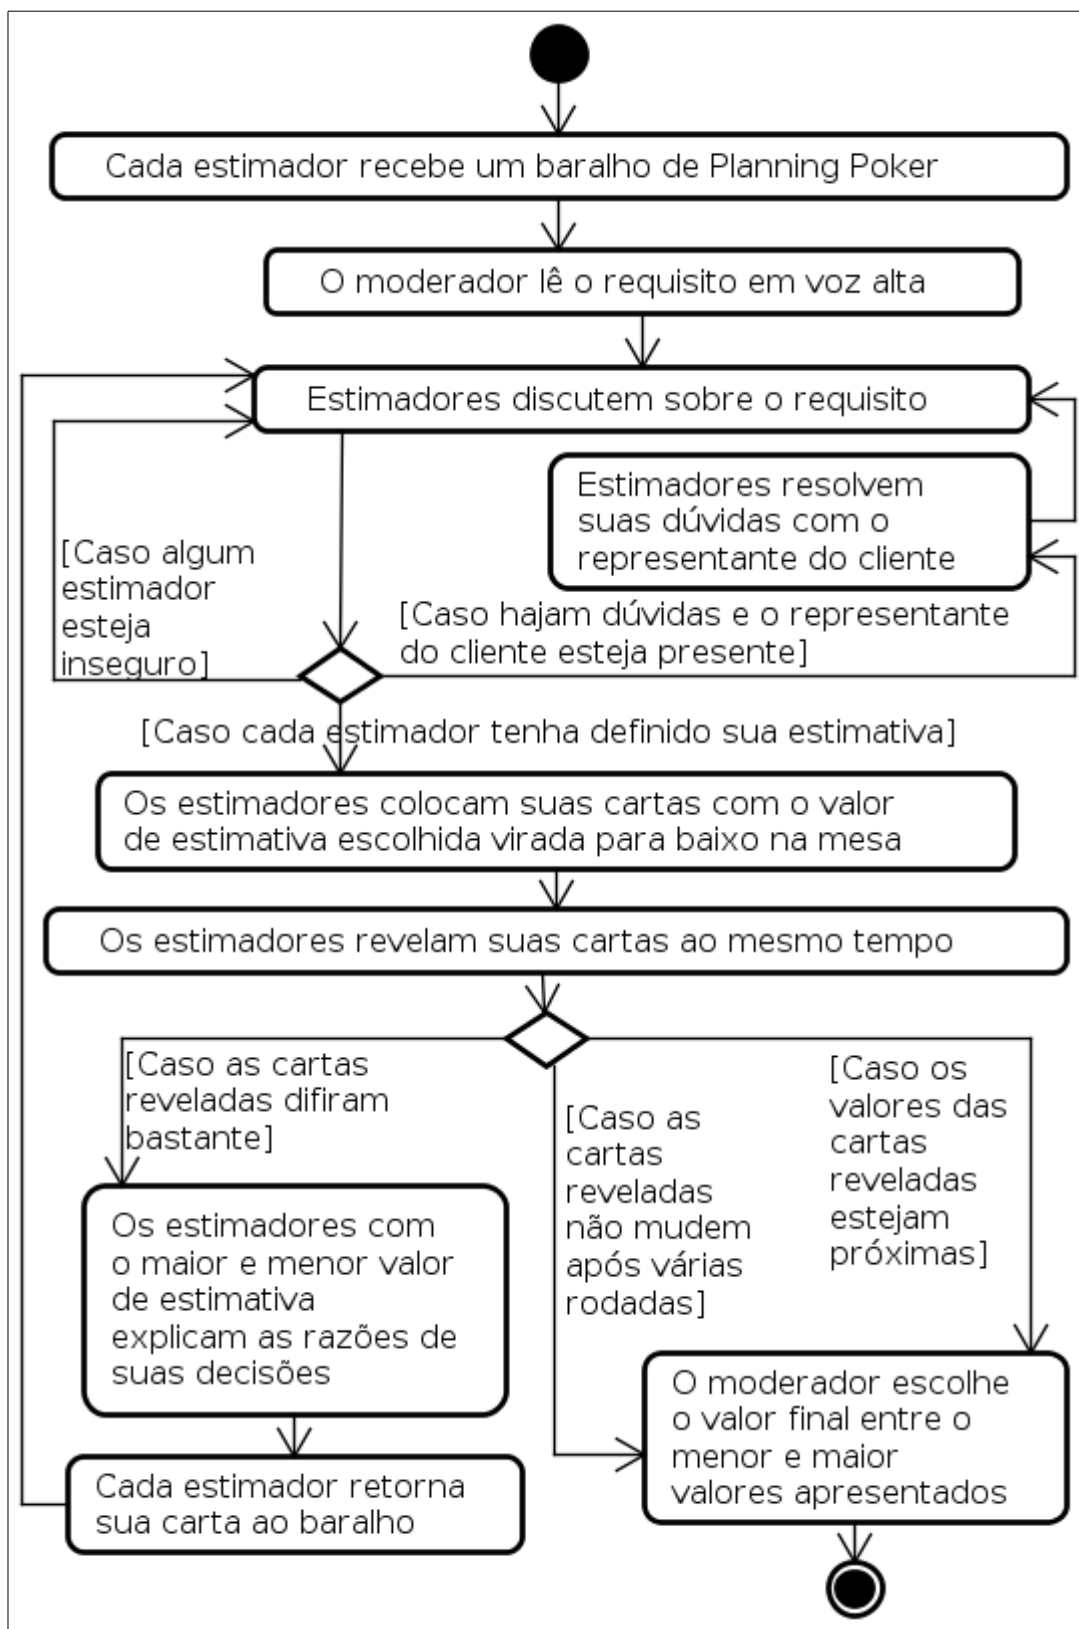 Cada estimador recebe um baralho de Planning Poker
O moderador lê o requisito em voz alta
Estimadores discutem sobre o requisito
Estimadores resolvem
suas dúvidas com o
representante do cliente
[Caso algum
estimador
esteja
inseguro]
[Caso hajam dúvidas e o representante
do cliente esteja presente]
[Caso cada estimador tenha definido sua estimativa]
Os estimadores colocam suas cartas com o valor
de estimativa escolhida virada para baixo na mesa
Os estimadores revelam suas cartas ao mesmo tempo
[Caso as cartas
reveladas difiram
bastante]
[Caso as
cartas
reveladas
não mudem
após várias
rodadas]
[Caso os
valores das
cartas
reveladas
estejam
próximas]
Os estimadores com
o maior e menor valor
de estimativa
explicam as razões de
suas decisões
O moderador escolhe
o valor final entre o
menor e maior
valores apresentados
Cada estimador retorna
sua carta ao baralho